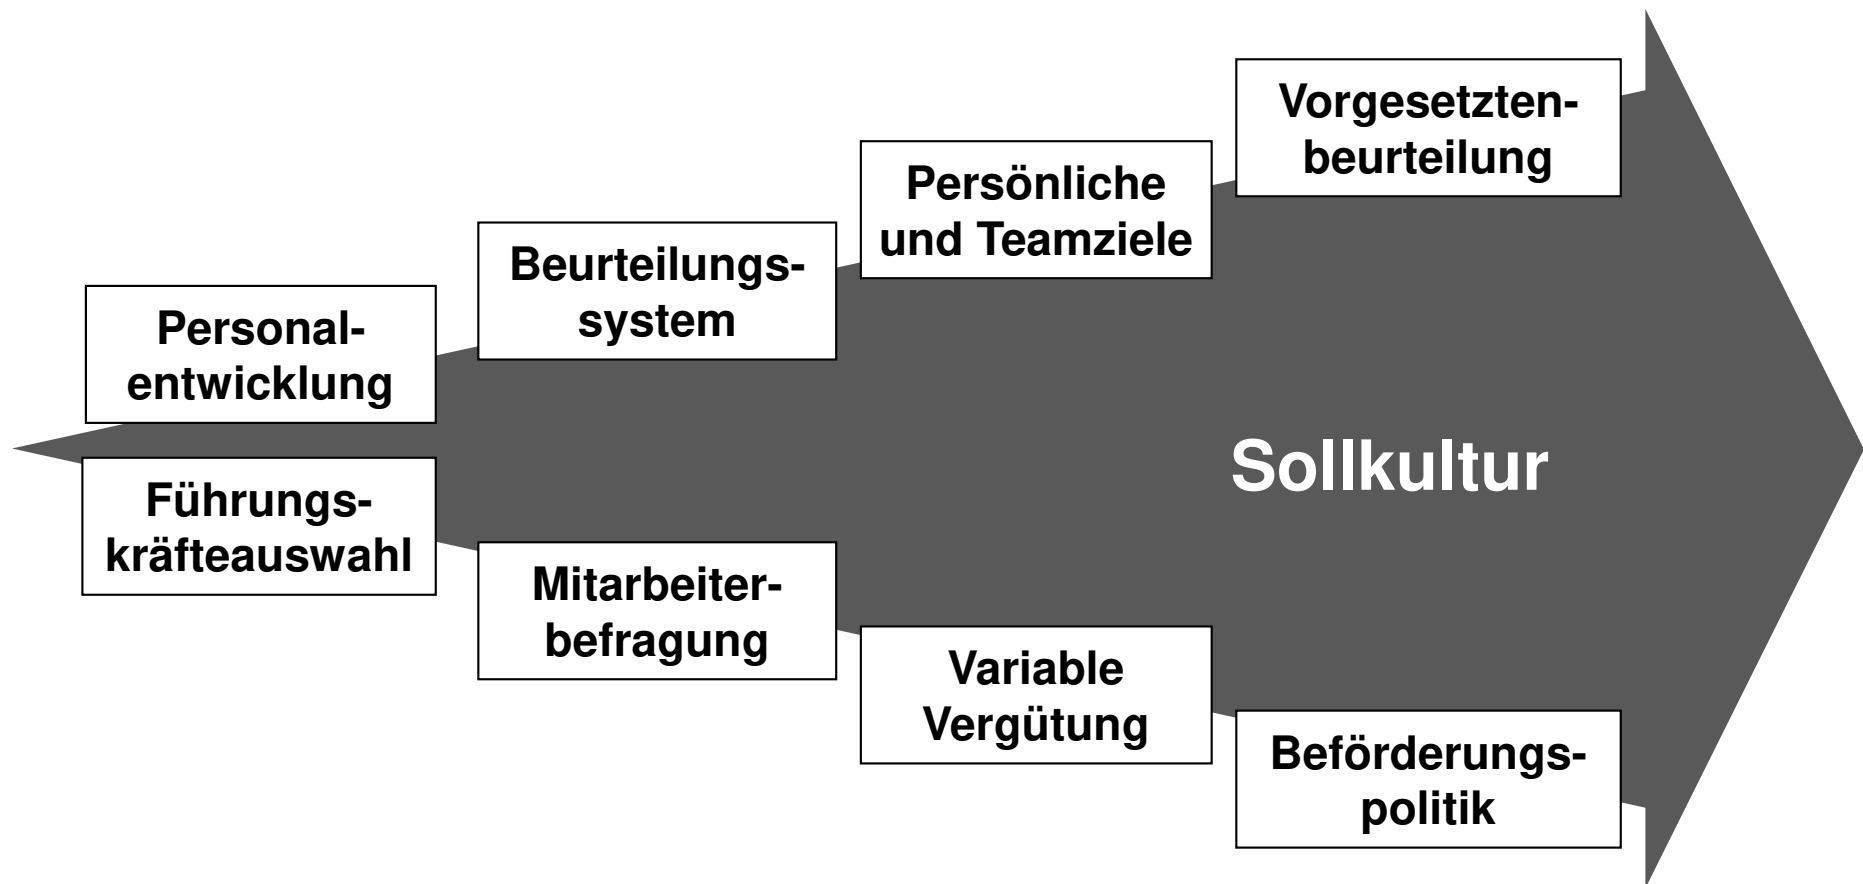 Vorgesetzten-
beurteilung
Persönliche
und Teamziele
Beurteilungs-
system
Personal-
entwicklung
Sollkultur
Führungs-
kräfteauswahl
Mitarbeiter-
befragung
Variable
Vergütung
Beförderungs-
politik